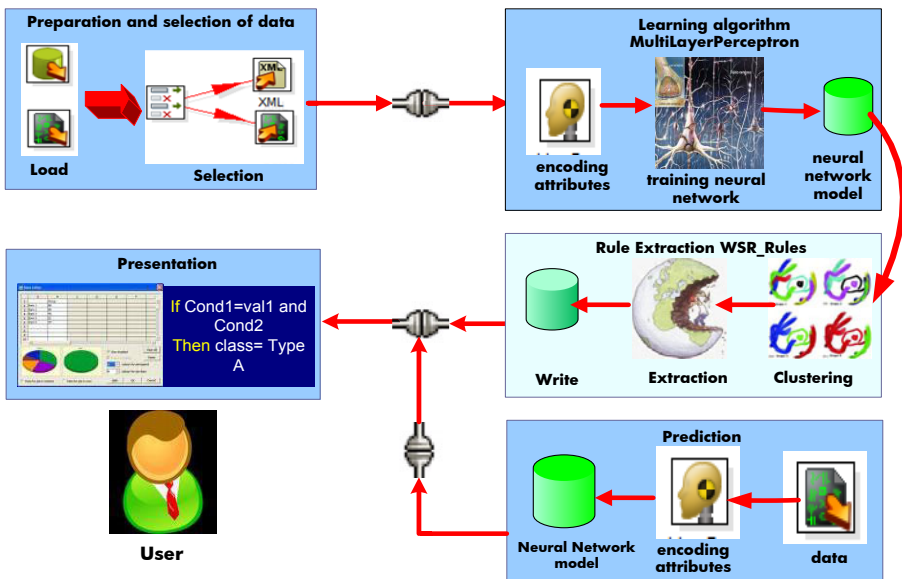 Preparation and selection of data
XML
XML
Load
Selection
Learning algorithm
MultiLayerPerceptron
encoding
attributes
training neural
network
neural
network
model
Rule Extraction WSR_Rules
Write
Extraction
Clustering
Presentation
If Cond1=val1 and
Cond2
Then class= Type
A
User
Prediction
Neural Network
model
encoding
attributes
data